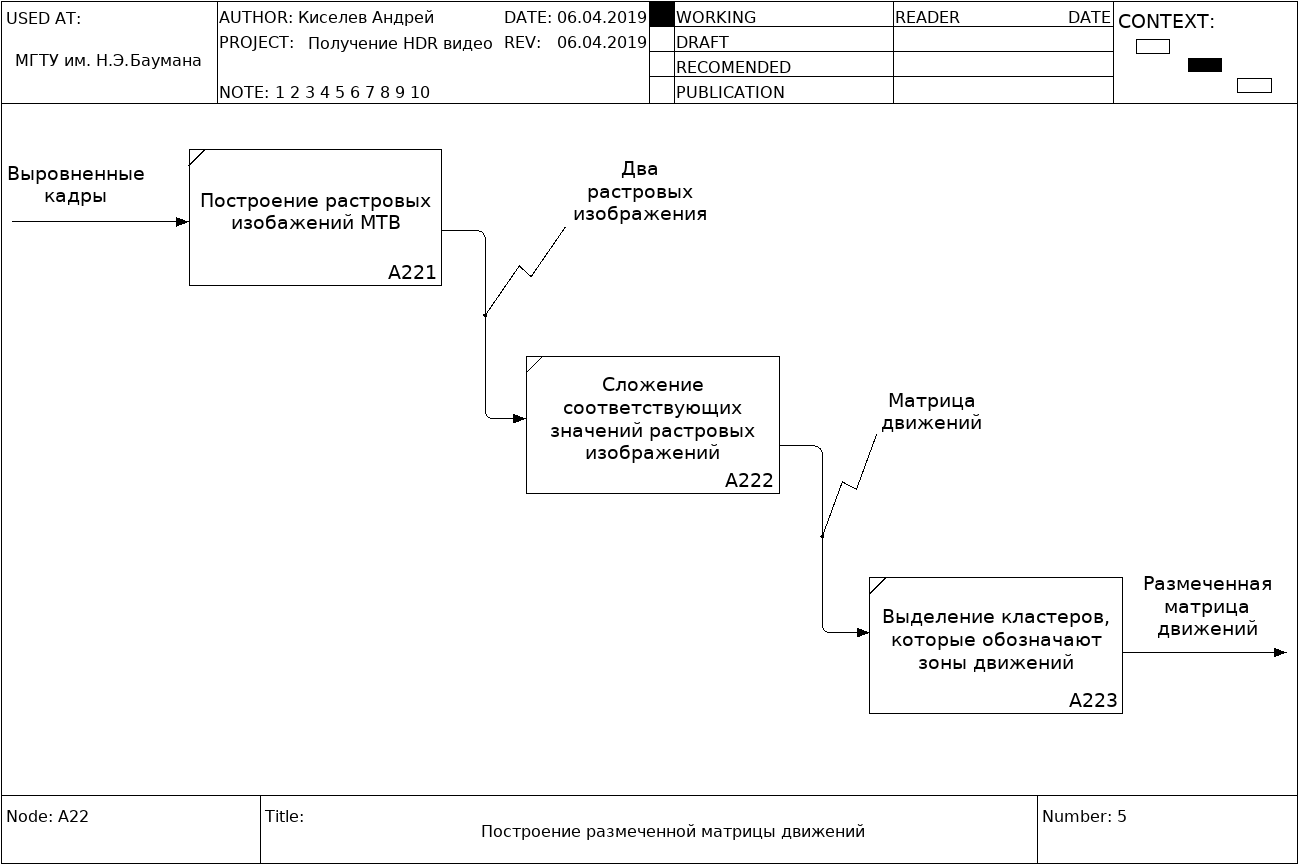 USED AT:
МГТУ им. Н.Э.Баумана
AUTHOR: Киселев Андрей
DATE: 06.04.2019
PROJECT: Получение HDR видео
REV: 06.04.2019
NOTE: 1 2 3 4 5 6 7 8 9 10
WORKING
DRAFT
RECOMENDED
PUBLICATION
READER
DATE
CONTEXT:
Выровненные
кадры
Построение растровых
изобажений МТВ
A221
Два
растровых
изображения
Сложение
соответствующих
значений растровых
изображений
A222
Матрица
движений
Выделение кластеров,
которые обозначают
зоны движений
A223
Размеченная
матрица
движений
Node: A22
Title:
Построение размеченной матрицы движений
Number: 5